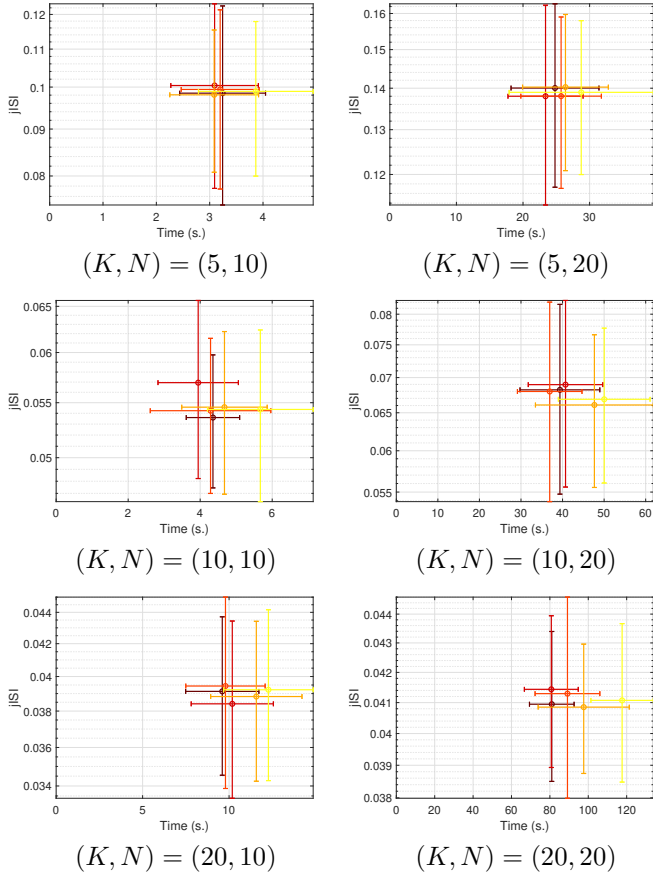 0.12
0.1
0.09
0.08
jISI
0 1 2 3 4
Time (s.)
(K, N) = (5, 10)
0.16
0.15
0.14
0.13
0.12
jISI
0 10 20 30
Time (s.)
(K, N) = (5, 20)
0.065
0.06
0.055
0.05
jISI
0 2 4 6
Time (s.)
(K, N) = (10, 10)
0.08
0.075
0.07
0.065
0.055
jISI
0 10 20 30 40 50 60
Time (s.)
(K, N) = (10, 20)
0.044
0.042
0.04
0.038
0.036
0.034
jISI
0 5 10
Time (s.)
(K, N) = (20, 10)
0.044
0.043
0.042
0.041
0.04
0.039
0.038
jISI
0 20 40 60 80 100 120
Time (s.)
(K, N) = (20, 20)